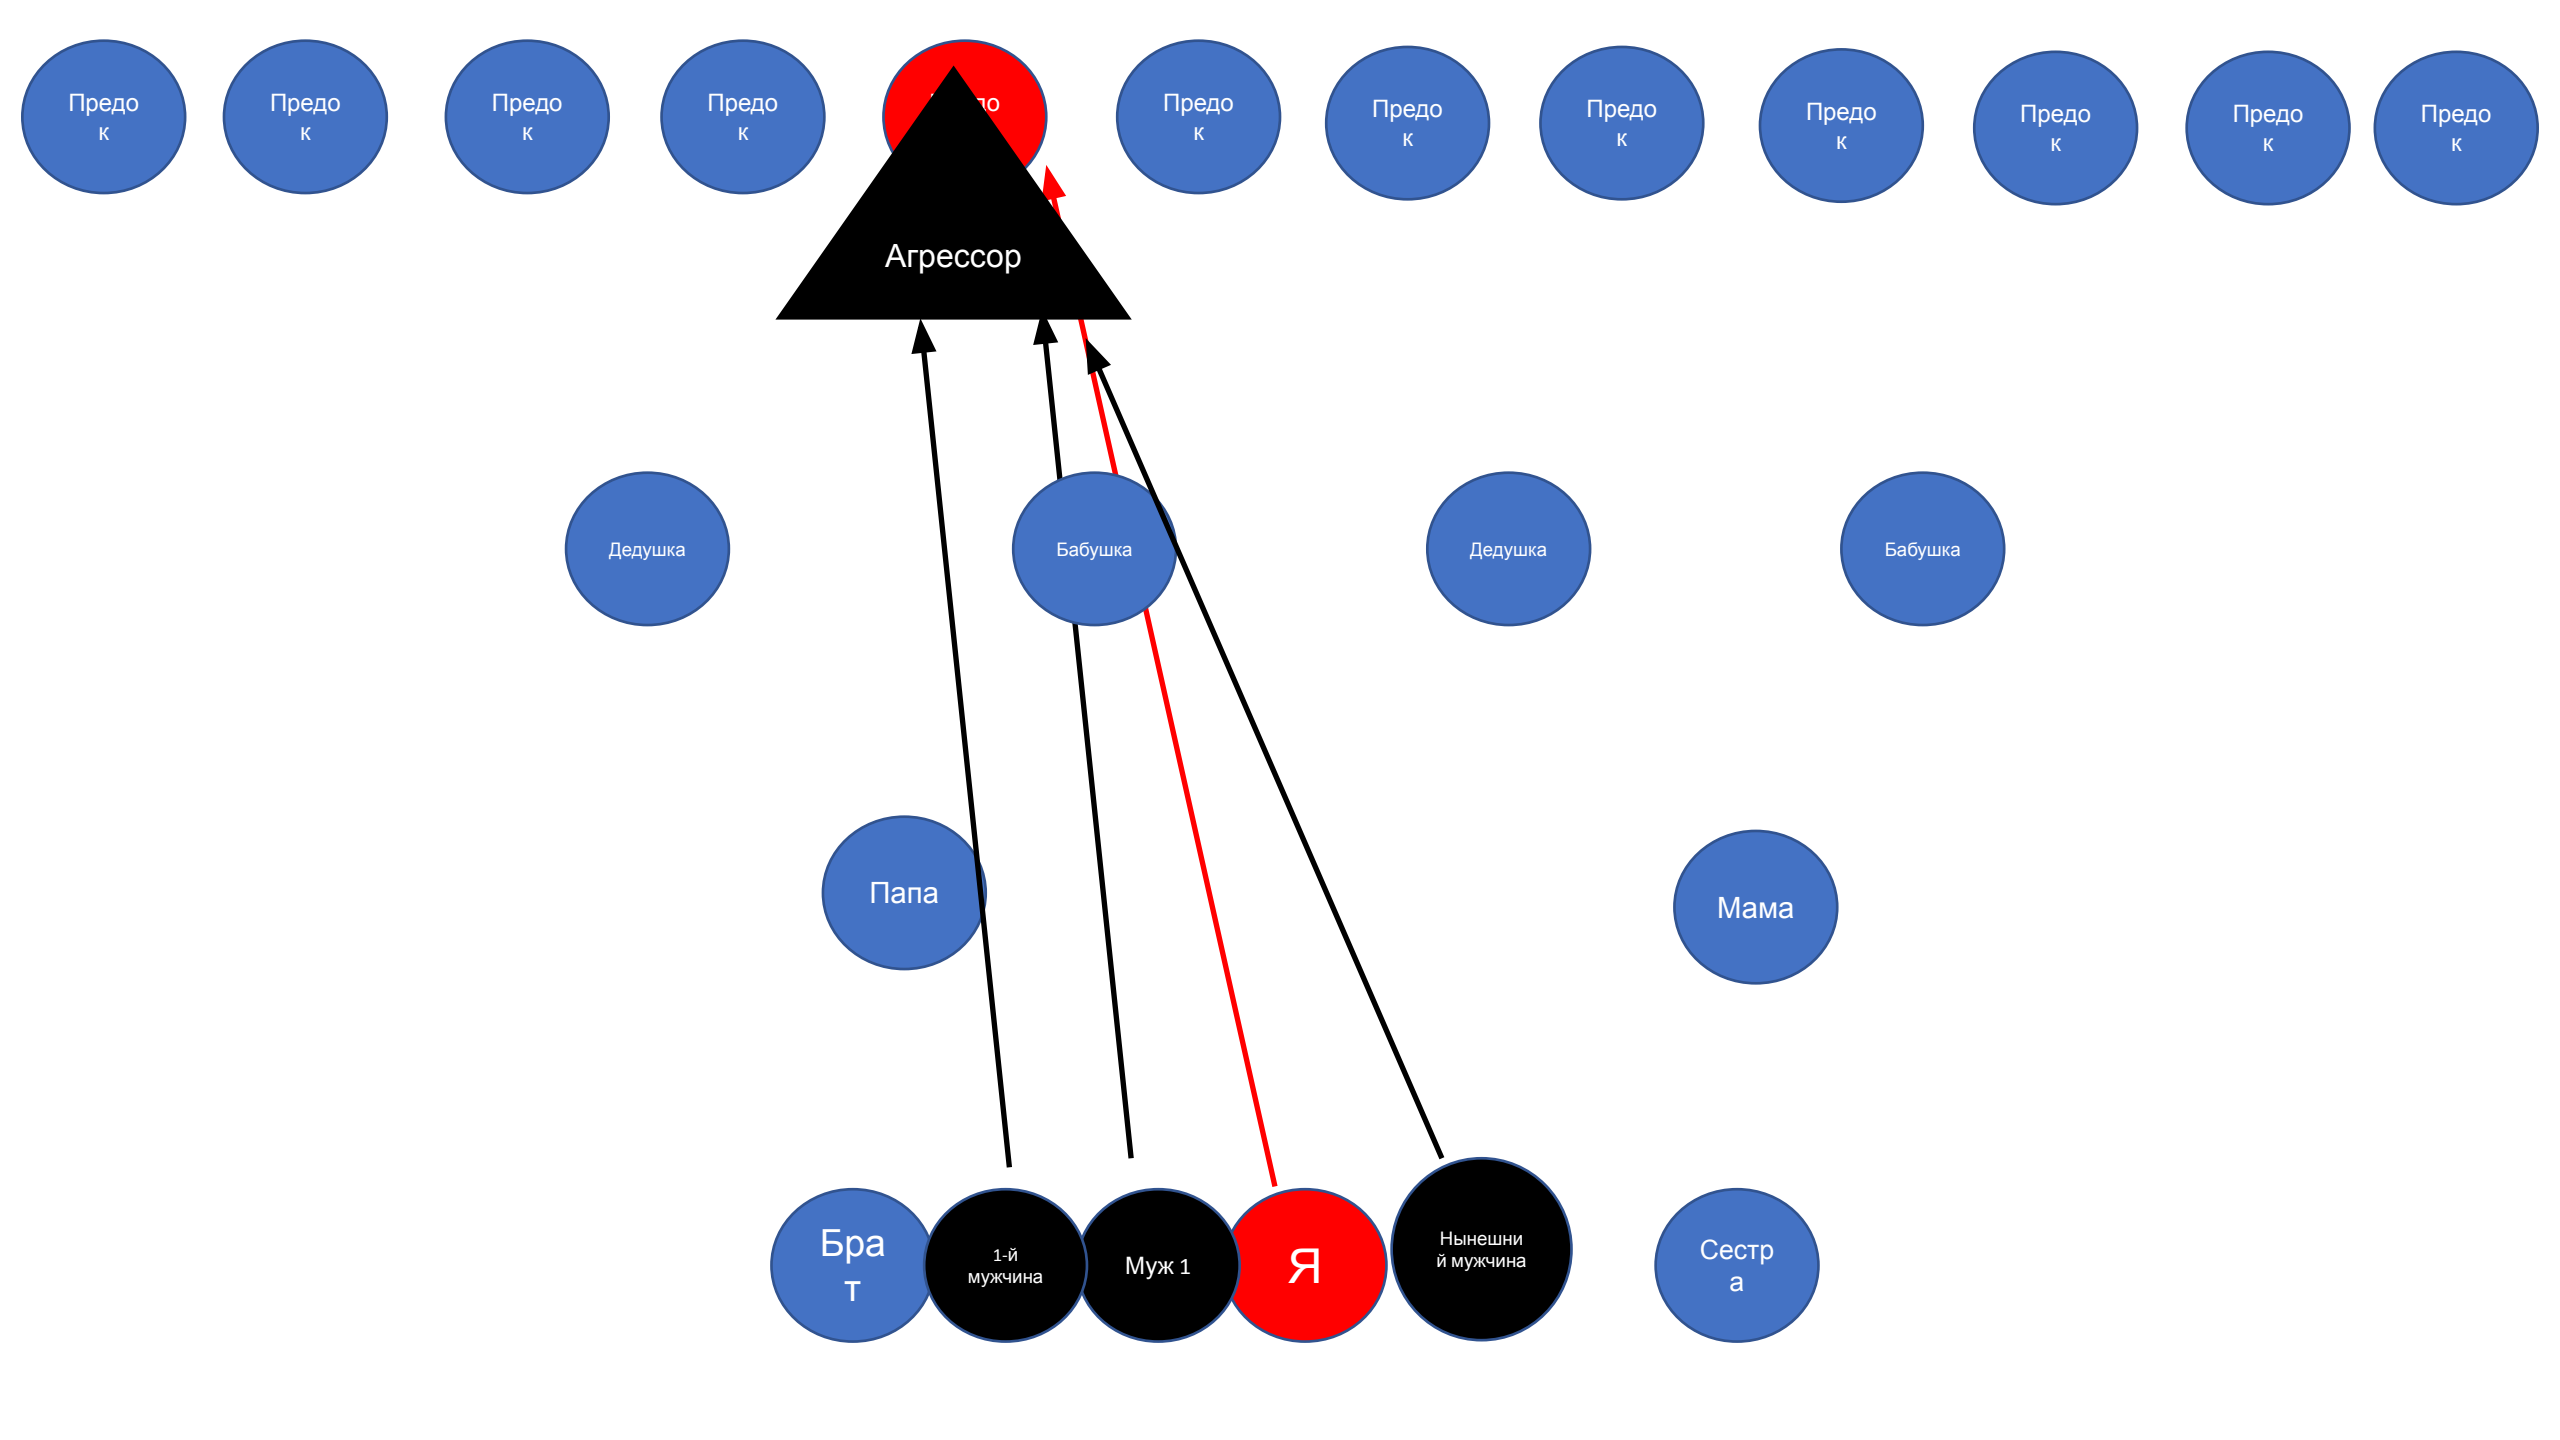 Предо
к
Предо
к
Предо
к
Предо
к
до
Предо
к
Предо
к
Предо
к
Предо
к
Предо
к
Предо
к
Предо
к
Агрессор
Дедушка
Бабушка
Дедушка
Бабушка
Папа
Мама
Бра
т
1-й
мужчина
Муж 1
Я
Нынешни
й мужчина
Сестр
а